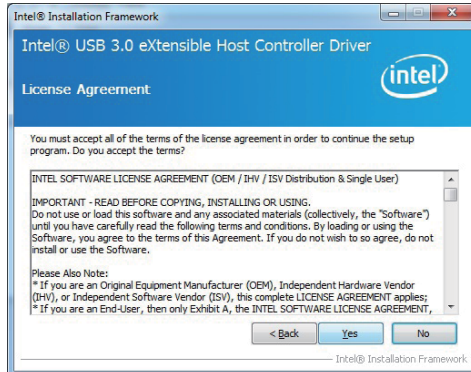 Intel® Installation Framework
Intel® USB 3.0 eXtensible Host Controller Driver
intel
License Agreement
You must accept all of the terms of the license agreement in order to continue the setup
program. Do you accept the terms?
INTEL SOFTWARE LICENSE AGREEMENT (OEM / IHV / ISV Distribution & Single User)
IMPORTANT - READ BEFORE COPYING, INSTALLING OR USING.
Do not use or load this software and any associated materials (collectively, the "Software")
until you have carefully read the following terms and conditions. By loading or using the
Software, you agree to the terms of this Agreement. If you do not wish to so agree, do not
install or use the Software.
Please Also Note:
* If you are an Original Equipment Manufacturer (OEM), Independent Hardware Vendor
(IHV), or Independent Software Vendor (ISV), this complete LICENSE AGREEMENT applies;
* If you are an End-User, then only Exhibit A, the INTEL SOFTWARE LICENSE AGREEMENT,
< Back Yes No
Intel® Installation Framework